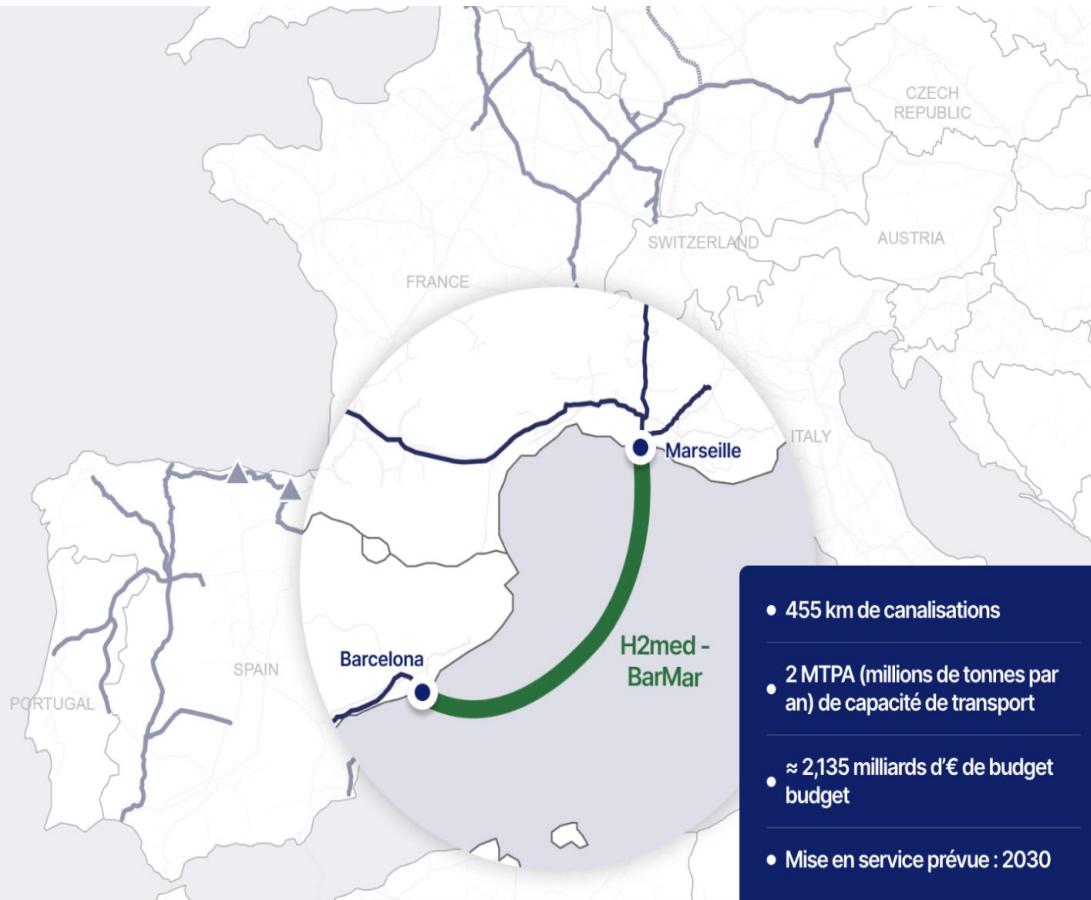 CZECH
REPUBLIC
SWITZERLAND
AUSTRIA
FRANCE
ITALY
Marseille
H2med -
BarMar
Barcelona
SPAIN
PORTUGAL
• 455 km de canalisations
• 2 MTPA (millions de tonnes par
an) de capacité de transport
• ≈ 2,135 milliards d'€ de budget
budget
• Mise en service prévue : 2030